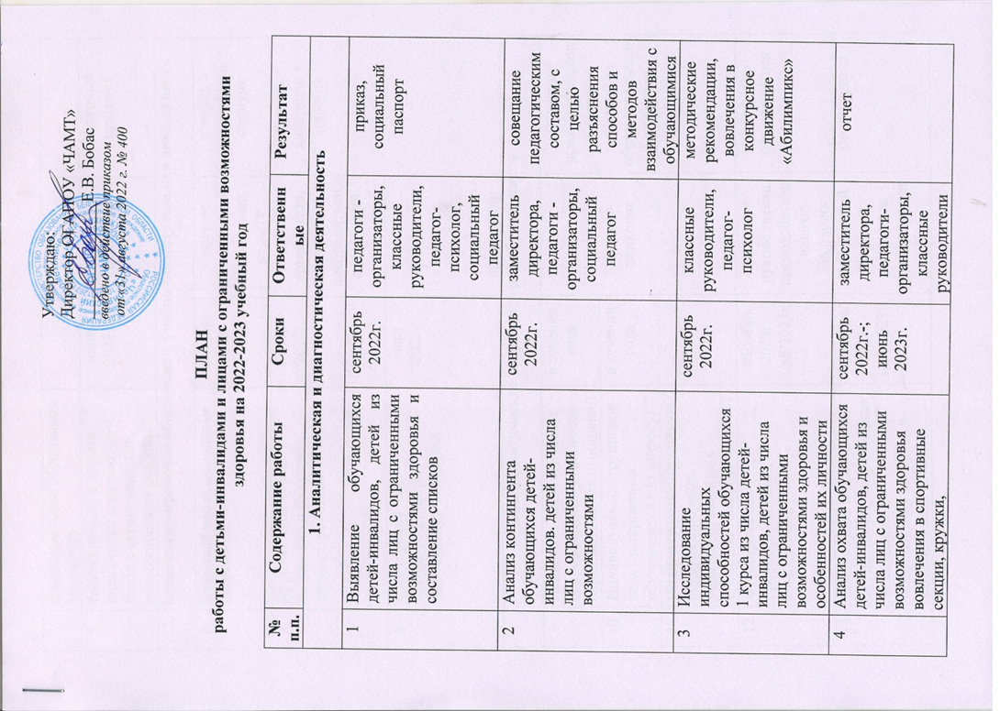 Утверждаю:
Директор ОГАПОУ «ЧАМТ»
Е.В. Бобас
введено в действие приказом
от «31» августа 2022 г. № 400
ПЛАН
работы с детьми-инвалидами и лицами с ограниченными возможностями
здоровья на 2022-2023 учебный год
№ п.п.
Содержание работы
Сроки
Ответственн
ые
Результат
1. Аналитическая и диагностическая деятельность
1
Выявление обучающихся
детей-инвалидов, детей из
числа лиц с ограниченными
возможностями здоровья и
составление списков
сентябрь
2022г.
педагоги -
организаторы,
классные
руководители,
педагог-
психолог,
социальный
педагог
приказ,
социальный
паспорт
2
Анализ контингента
обучающихся детей-
инвалидов. детей из числа
лиц с ограниченными
возможностями
сентябрь
2022г.
заместитель
директора,
педагоги -
организаторы,
социальный
педагог
совещание
педагогическим
составом, с
целью
разъяснения
способов и
методов
взаимодействия с
обучающимися
3
Исследование
индивидуальных
способностей обучающихся
1 курса из числа детей-
инвалидов, детей из числа
лиц с ограниченными
возможностями здоровья и
особенностей их личности
сентябрь
2022г
классные
руководители,
педагог-
психолог
методические
рекомендации,
вовлечения в
конкурсное
движение
«Абилимпикс»
4
Анализ охвата обучающихся
детей-инвалидов, детей из
числа лиц с ограниченными
возможностями здоровья
вовлечения в спортивные
секции, кружки,
сентябрь
2022г.-;
июнь
2023г.
заместитель
директора,
педагоги-
организаторы,
классные
руководители
отчет